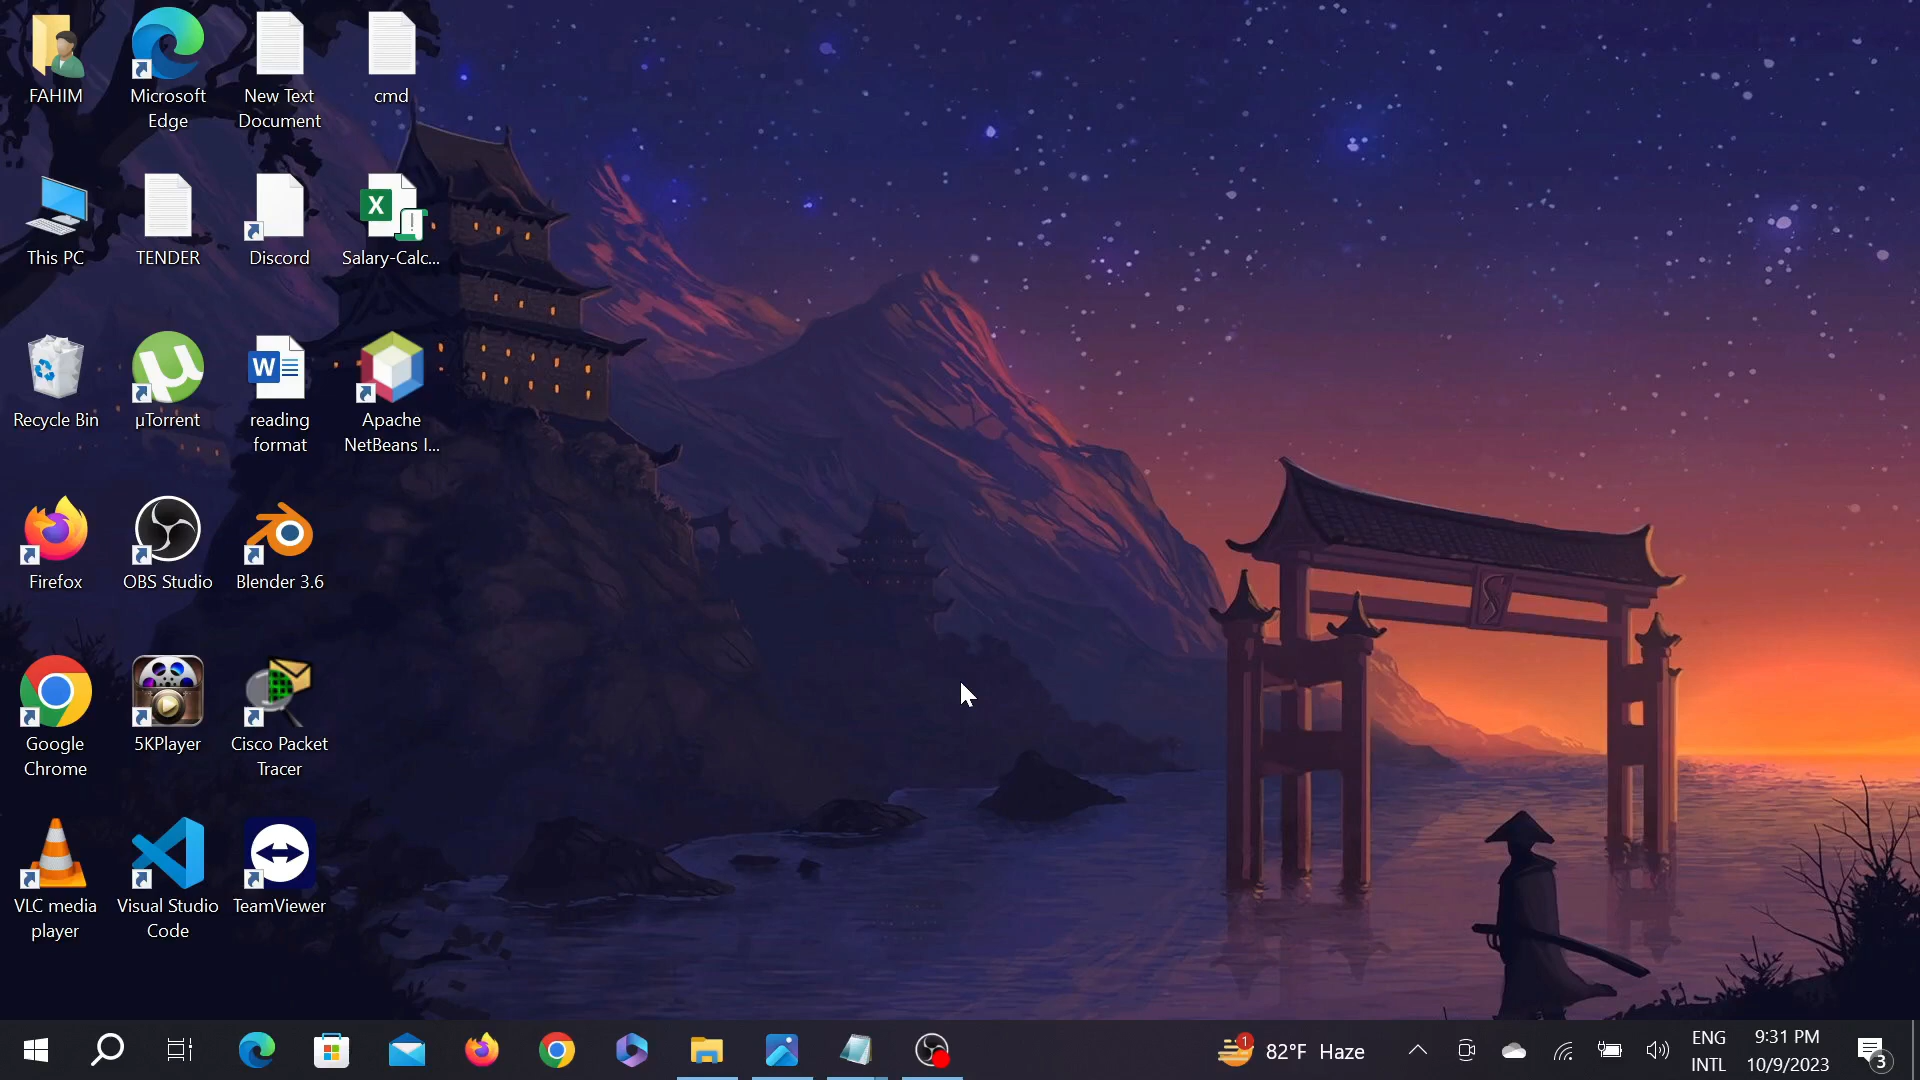 FAHIM
Microsoft
Edge
New Text
Document
cmd
This PC
TENDER
Discord
Salary-Calc...
Recycle Bin
µTorrent
reading
format
Apache
NetBeans I...
Firefox
OBS Studio
Blender 3.6
Google
Chrome
5KPlayer
Cisco Packet
Tracer
VLC media
player
Visual Studio
Code
TeamViewer
1
82°F Haze
ENG
INTL
9:31 PM
10/9/2023
3